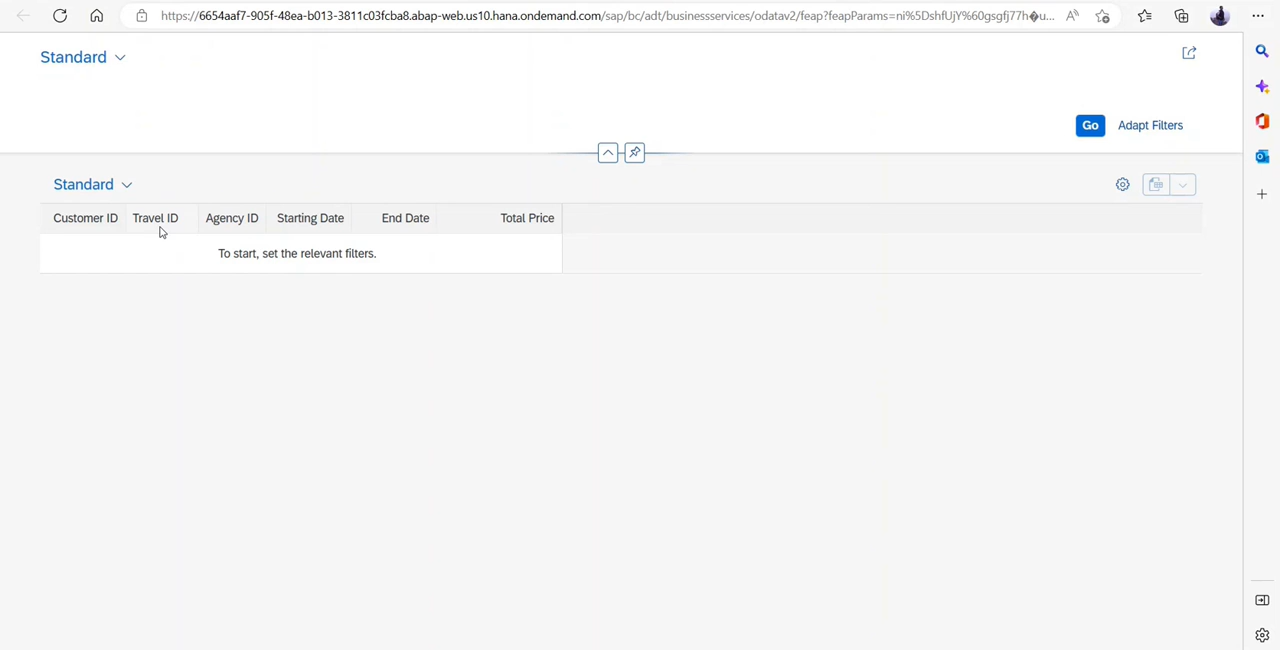 https://6654aaf7-905f-48ea-b013-3811c03fcba8.abap-web.us10.hana.ondemand.com/sap/bc/adt/businessservices/odatav2/feap?feapParams=ni%5DshfUjY%60gsgfj77h�u...
Standard
Go
Adapt Filters
Standard
Customer ID Travel ID Agency ID Starting Date End Date Total Price
To start, set the relevant filters.